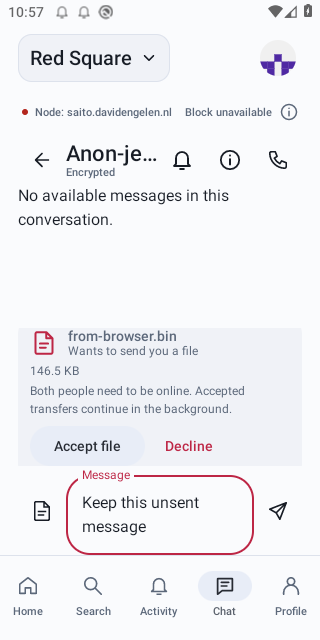 10:57
Red Square
Node: saito.davidengelen.nl Block unavailable
Anon-je...
Encrypted
No available messages in this
conversation.
from-browser.bin
Wants to send you a file
146.5 KB
Both people need to be online. Accepted
transfers continue in the background.
Accept file Decline
Message
Keep this unsent
message
Home Search Activity Chat Profile